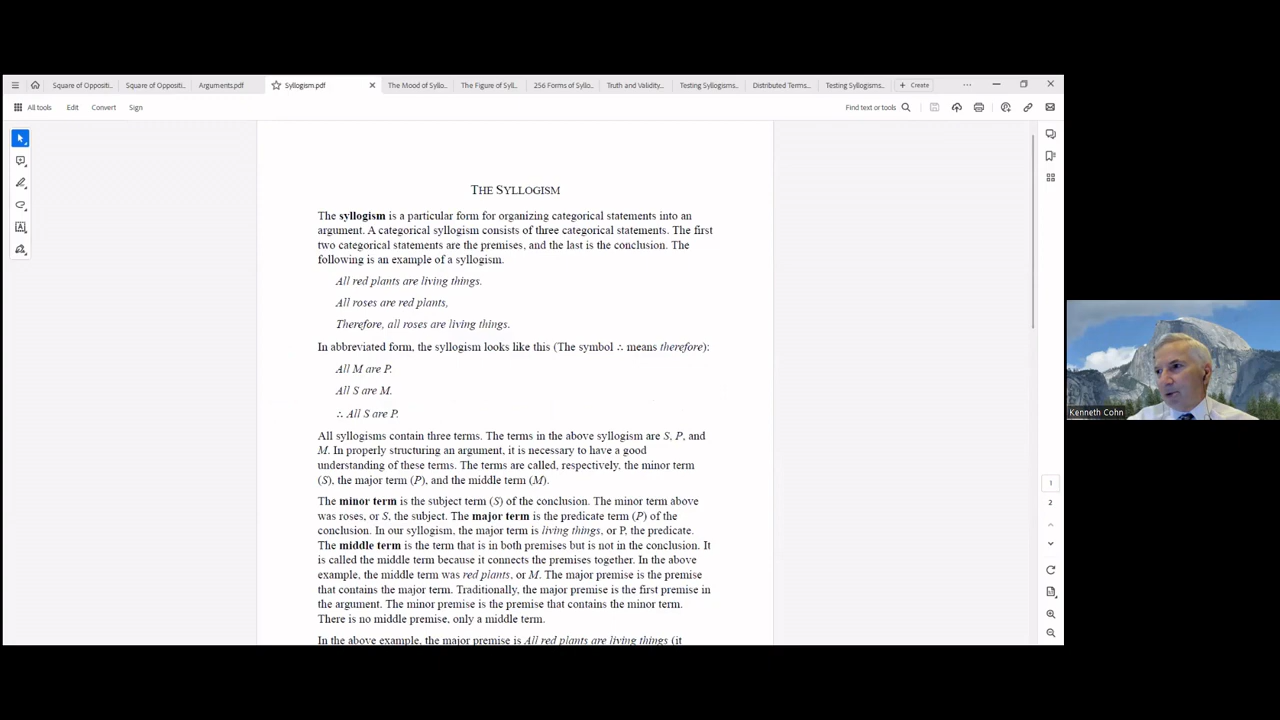 Square of Oppositi... Square of Oppositi... Arguments.pdf Syllogism.pdf The Mood of Syllo... The Figure of Syll... 256 Forms of Syllo... Truth and Validity... Testing Syllogisms... Distributed Terms... Testing Syllogisms... + Create
All tools Edit Convert Sign Find text or tools
THE SYLLOGISM
The syllogism is a particular form for organizing categorical statements into an
argument. A categorical syllogism consists of three categorical statements. The first
two categorical statements are the premises, and the last is the conclusion. The
following is an example of a syllogism.
All red plants are living things.
All roses are red plants,
Therefore, all roses are living things.
In abbreviated form, the syllogism looks like this (The symbol ∴ means therefore):
All M are P.
All S are M.
∴ All S are P.
All syllogisms contain three terms. The terms in the above syllogism are S, P, and
M. In properly structuring an argument, it is necessary to have a good
understanding of these terms. The terms are called, respectively, the minor term
(S), the major term (P), and the middle term (M).
The minor term is the subject term (S) of the conclusion. The minor term above
was roses, or S, the subject. The major term is the predicate term (P) of the
conclusion. In our syllogism, the major term is living things, or P, the predicate.
The middle term is the term that is in both premises but is not in the conclusion. It
is called the middle term because it connects the premises together. In the above
example, the middle term was red plants, or M. The major premise is the premise
that contains the major term. Traditionally, the major premise is the first premise in
the argument. The minor premise is the premise that contains the minor term.
There is no middle premise, only a middle term.
In the above example, the major premise is All red plants are living things (it
Kenneth Cohn
1
2